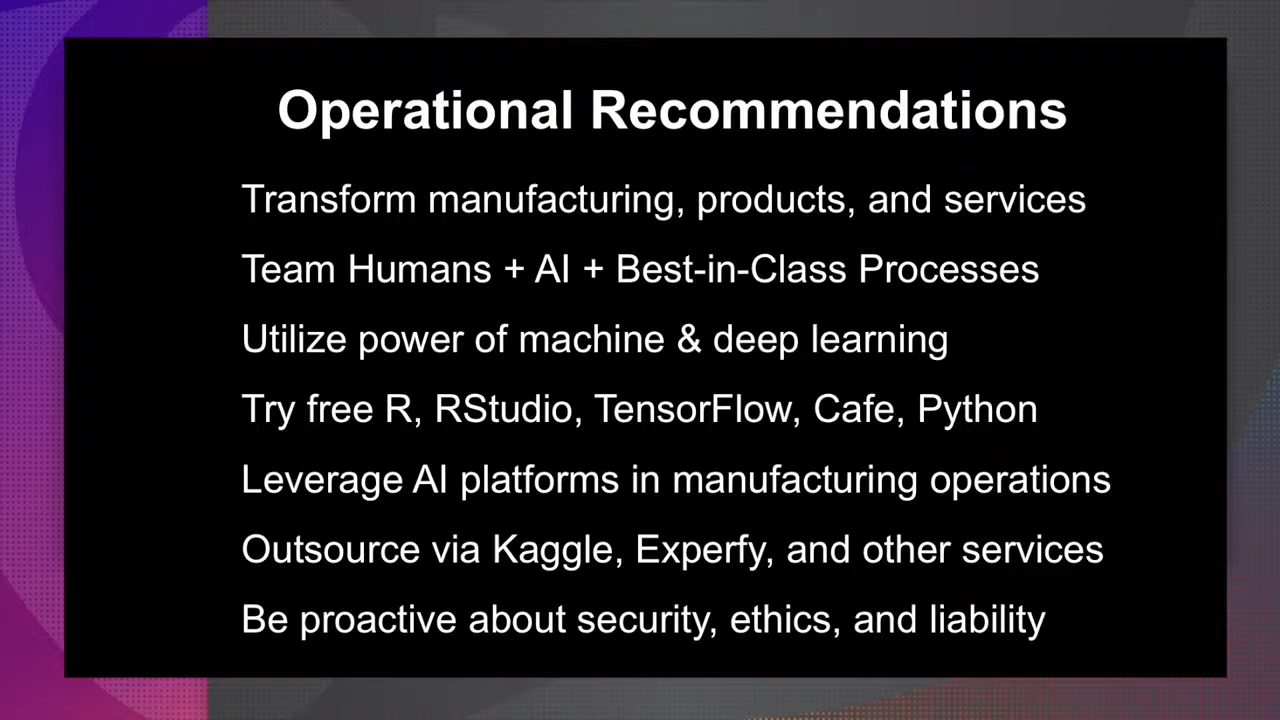 Operational Recommendations
Transform manufacturing, products, and services
Team Humans + AI + Best-in-Class Processes
Utilize power of machine & deep learning
Try free R, RStudio, TensorFlow, Cafe, Python
Leverage AI platforms in manufacturing operations
Outsource via Kaggle, Experfy, and other services
Be proactive about security, ethics, and liability